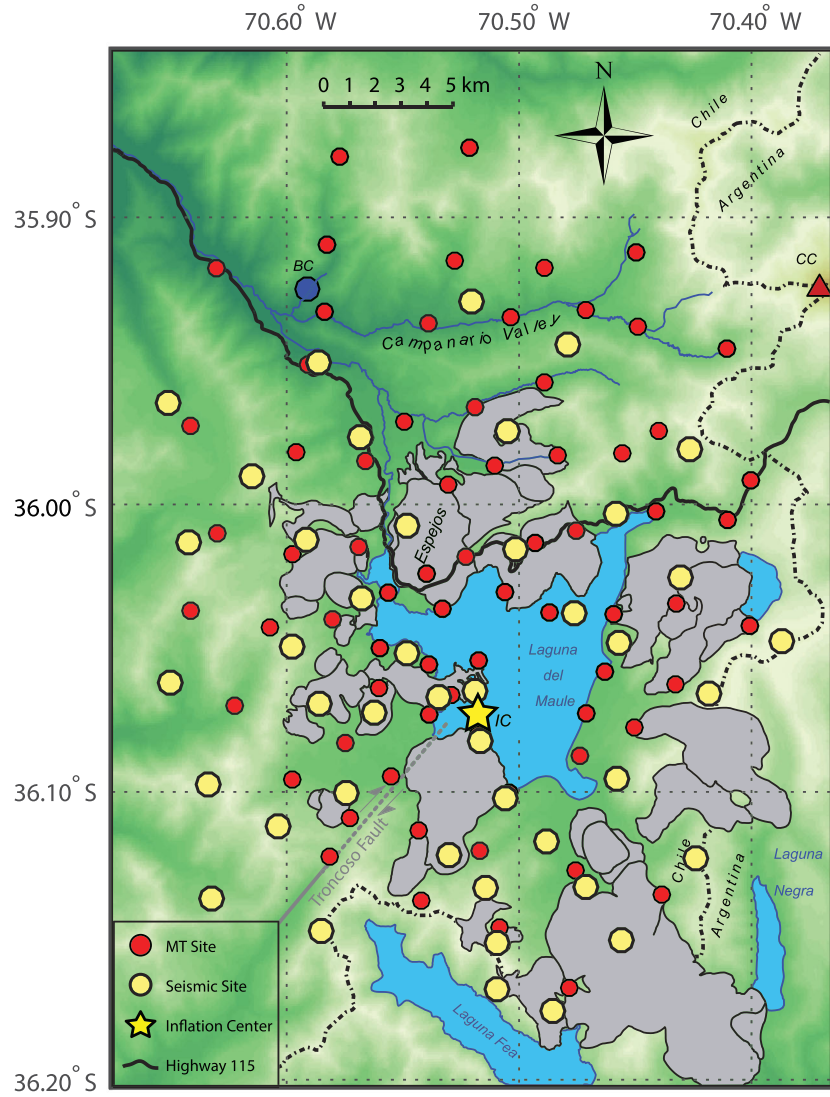 70.60° W 70.50° W 70.40° W
N
0 1 2 3 4 5 km
Chile
Argentina
35.90° S
BC
CC
Campanario Valley
36.00° S
Espejos
Laguna
del
Maule
IC
36.10° S
Troncoso Fault
Chile
Argentina
Laguna
Negra
MT Site
Seismic Site
Inflation Center
Highway 115
Laguna Fea
36.20° S